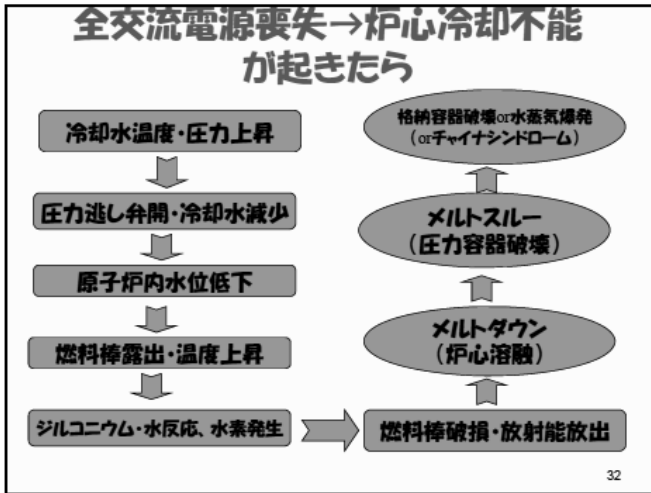 全交流電源喪失→炉心冷却不能
が起きたら
冷却水温度・圧力上昇
圧力逃し弁開・冷却水減少
原子炉内水位低下
燃料棒露出・温度上昇
ジルコニウム・水反応、水素発生
燃料棒破損・放射能放出
メルトダウン
(炉心溶融)
メルトスルー
(圧力容器破壊)
格納容器破壊or水蒸気爆発
(orチャイナシンドローム)
32